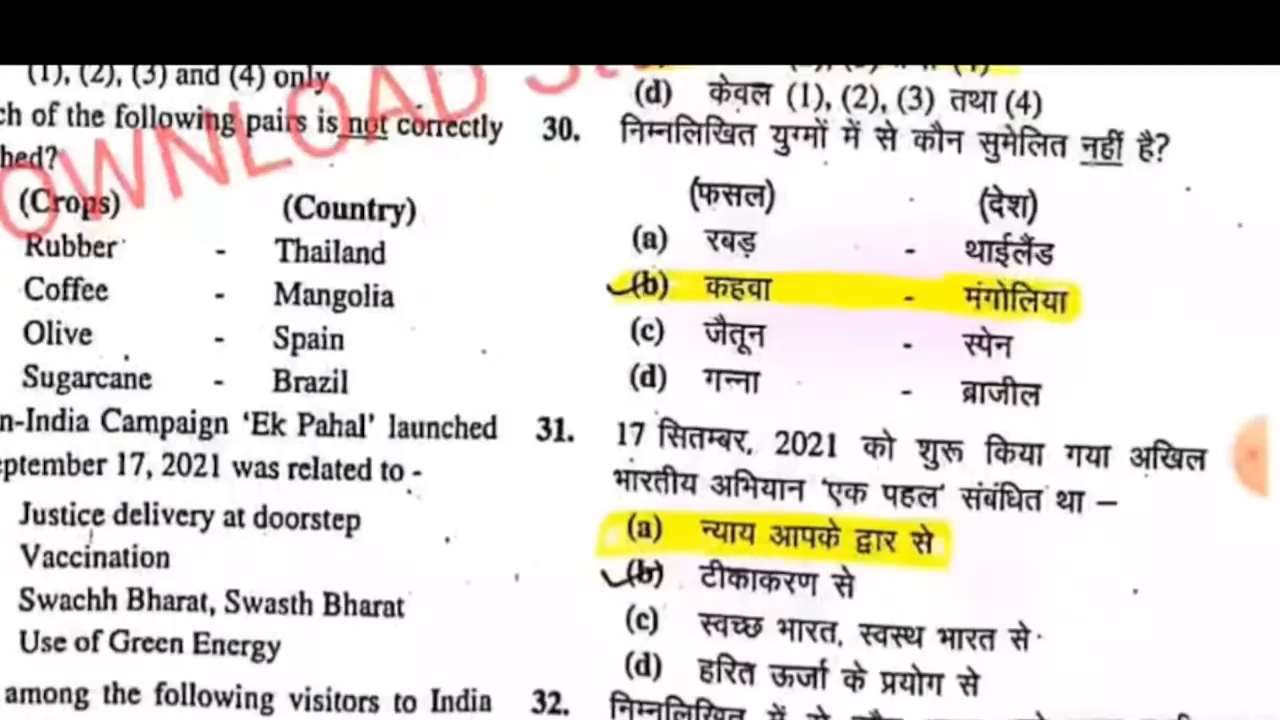 (1), (2), (3) and (4) only
ch of the following pairs is not correctly
hed?
(Crops) (Country)
Rubber - Thailand
Coffee - Mangolia
Olive - Spain
Sugarcane - Brazil
n-India Campaign ‘Ek Pahal’ launched
eptember 17, 2021 was related to -
Justice delivery at doorstep
Vaccination
Swachh Bharat, Swasth Bharat
Use of Green Energy
among the following visitors to India
(d) केवल (1), (2), (3) तथा (4)
30. निम्नलिखित युग्मों में से कौन सुमेलित नहीं है?
(फसल) (देश)
(a) रबड़ - थाईलैंड
(b) कहवा - मंगोलिया
(c) जैतून - स्पेन
(d) गन्ना - ब्राजील
31. 17 सितम्बर, 2021 को शुरू किया गया अखिल
भारतीय अभियान ‘एक पहल’ संबंधित था –
(a) न्याय आपके द्वार से
(b) टीकाकरण से
(c) स्वच्छ भारत, स्वस्थ भारत से
(d) हरित ऊर्जा के प्रयोग से
32. निम्नलिखित में से कौन
OWNLOAD